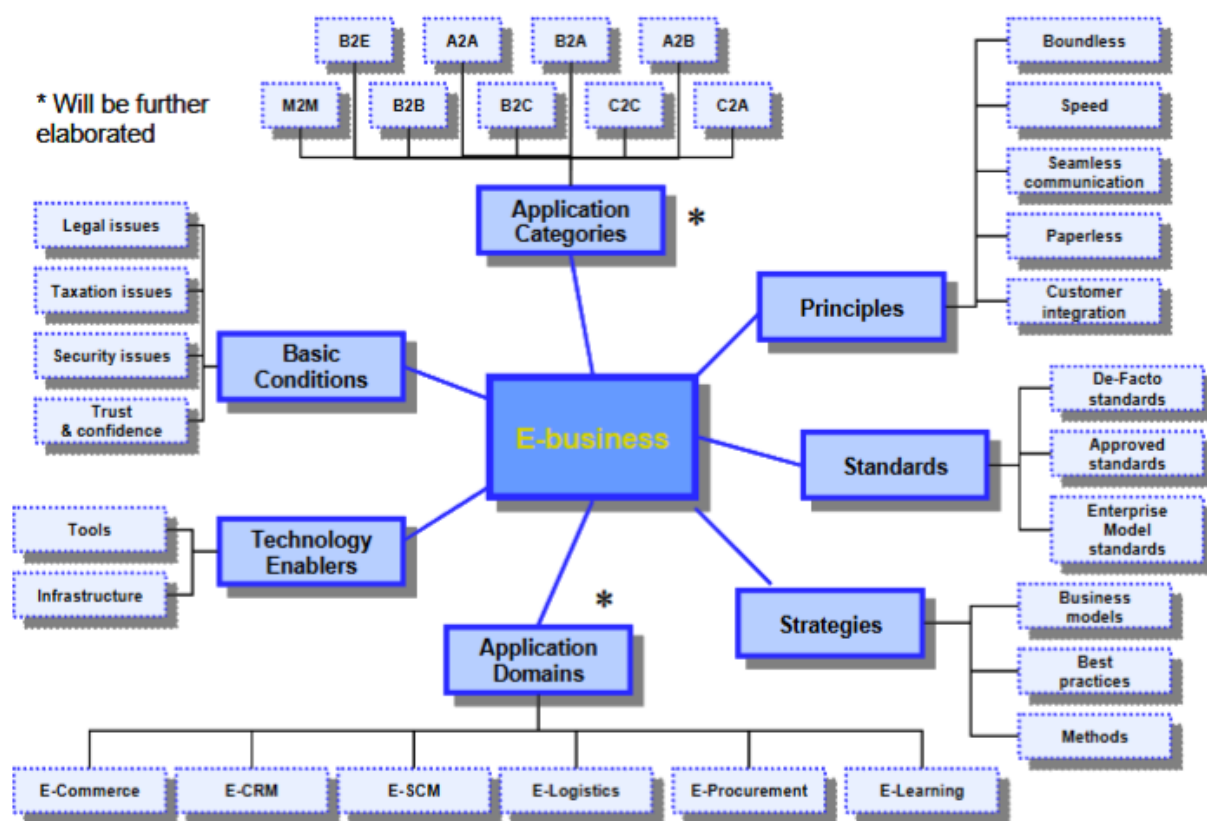 B2E
A2A
B2A
A2B
M2M
B2B
B2C
C2C
C2A
* Will be further
elaborated
Application
Categories
*
Boundless
Speed
Seamless
communication
Paperless
Customer
integration
Principles
Legal issues
Taxation issues
Security issues
Trust
& confidence
Basic
Conditions
E-business
De-Facto
standards
Approved
standards
Enterprise
Model
standards
Standards
Tools
Infrastructure
Technology
Enablers
*
Application
Domains
Strategies
Business
models
Best
practices
Methods
E-Commerce
E-CRM
E-SCM
E-Logistics
E-Procurement
E-Learning